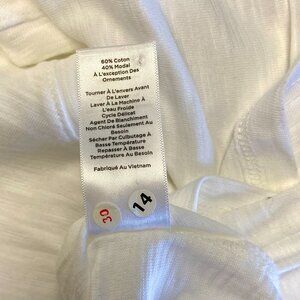 60% Coton
40% Modal
À L'exception Des
Ornements
Tourner À L'envers Avant
De Laver
Laver À La Machine À
L'eau Froide
Cycle Délicat
Agent De Blanchiment
Non Chloré Seulement Au
Besoin
Sécher Par Culbutage À
Basse Température
Repasser À Basse
Température Au Besoin
Fabriqué Au Vietnam
30
14